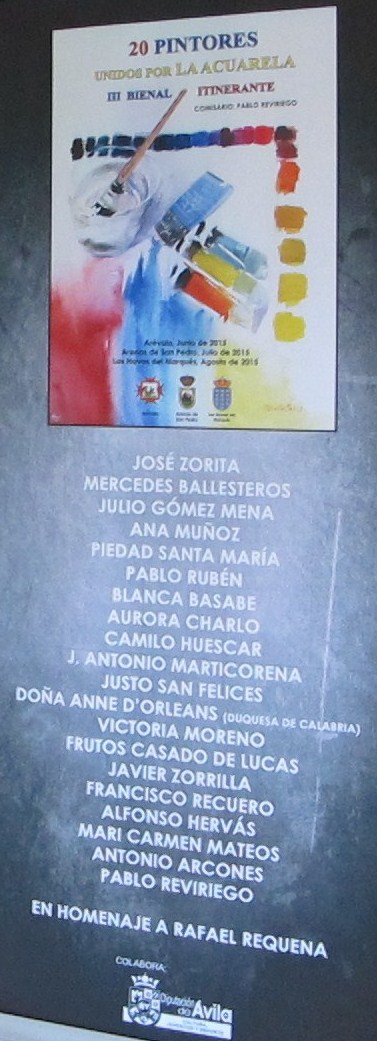 20 PINTORES
UNIDOS POR LA ACUARELA
III BIENAL ITINERANTE
COMISARIO: PABLO REVIRIEGO
Arévalo, Junio de 2015
Arenas de San Pedro, Julio de 2015
Las Navas del Marqués, Agosto de 2015
JOSÉ ZORITA
MERCEDES BALLESTEROS
JULIO GÓMEZ MENA
ANA MUÑOZ
PIEDAD SANTA MARÍA
PABLO RUBÉN
BLANCA BASABE
AURORA CHARLO
CAMILO HUESCAR
J. ANTONIO MARTICORENA
JUSTO SAN FELICES
DOÑA ANNE D'ORLEANS (DUQUESA DE CALABRIA)
VICTORIA MORENO
FRUTOS CASADO DE LUCAS
JAVIER ZORRILLA
FRANCISCO RECUERO
ALFONSO HERVÁS
MARI CARMEN MATEOS
ANTONIO ARCONES
PABLO REVIRIEGO
EN HOMENAJE A RAFAEL REQUENA
COLABORA:
Diputación
de Ávila